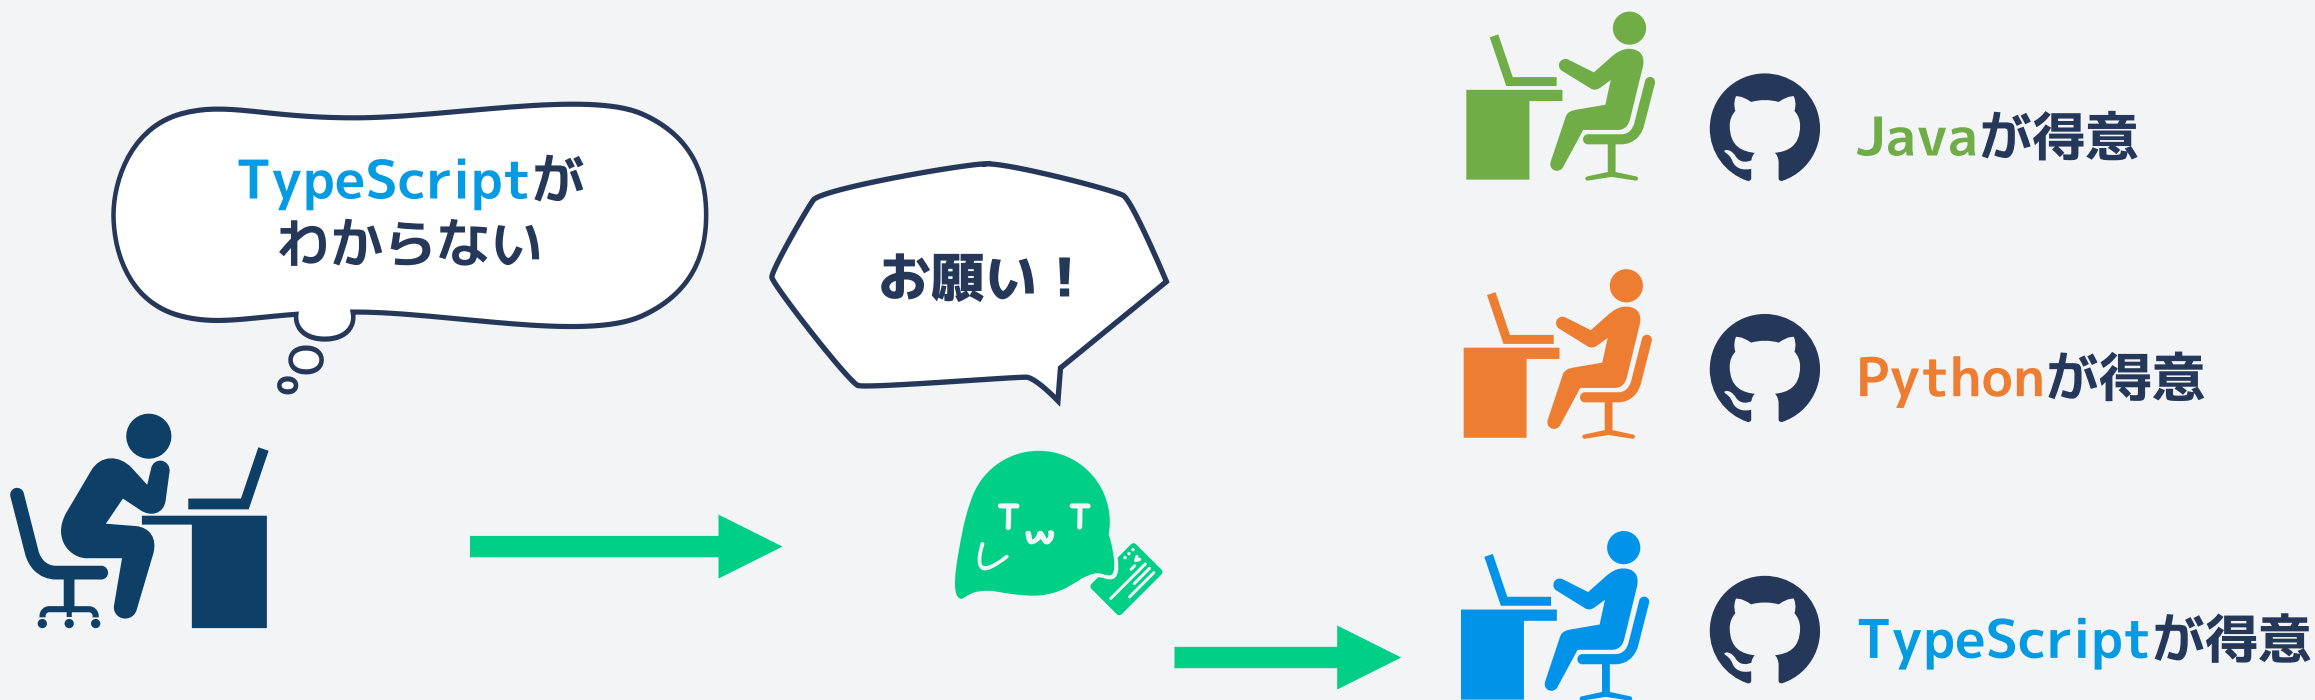 TypeScriptが
わからない
お願い！
Javaが得意
Pythonが得意
TypeScriptが得意